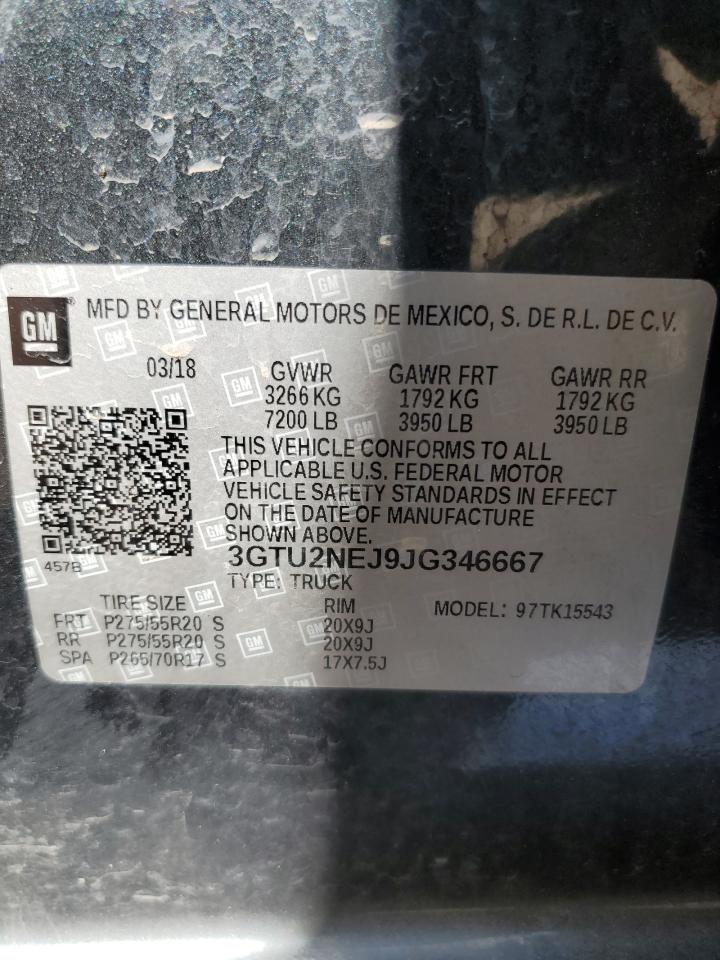 GM
MFD BY GENERAL MOTORS DE MEXICO, S. DE R.L. DE C.V.
03/18 GVWR GAWR FRT GAWR RR
3266 KG 1792 KG 1792 KG
7200 LB 3950 LB 3950 LB
THIS VEHICLE CONFORMS TO ALL
APPLICABLE U.S. FEDERAL MOTOR
VEHICLE SAFETY STANDARDS IN EFFECT
ON THE DATE OF MANUFACTURE
SHOWN ABOVE.
457B
3GTU2NEJ9JG346667
TYPE: TRUCK
TIRE SIZE RIM MODEL: 97TK15543
FRT P275/55R20 S 20X9J
RR P275/55R20 S 20X9J
SPA P265/70R17 S 17X7.5J